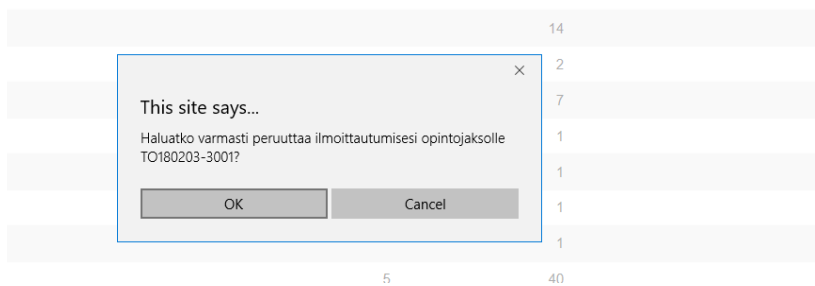 14
2
This site says...
7
Haluatko varmasti peruuttaa ilmoittautumisesi opintojaksolle
1
TO180203-3001?
1
OK
Cancel
1
1
5
40